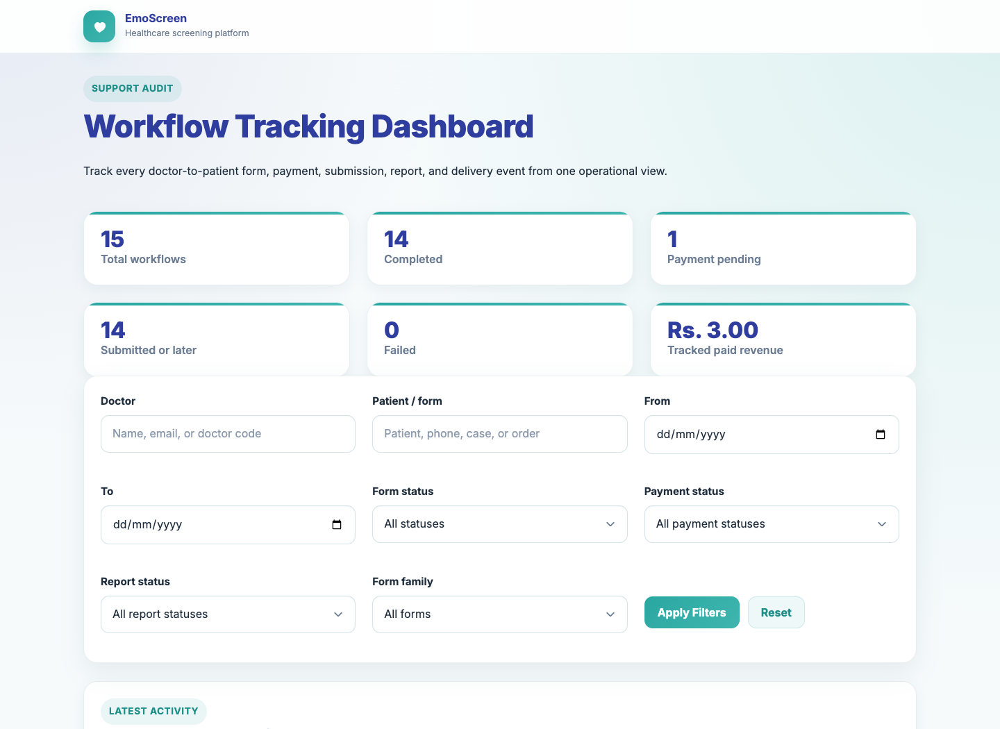 EmoScreen
Healthcare screening platform
SUPPORT AUDIT
Workflow Tracking Dashboard
Track every doctor-to-patient form, payment, submission, report, and delivery event from one operational view.
15
Total workflows
14
Completed
1
Payment pending
14
Submitted or later
0
Failed
Rs. 3.00
Tracked paid revenue
Doctor
Name, email, or doctor code
Patient / form
Patient, phone, case, or order
From
dd/mm/yyyy
To
dd/mm/yyyy
Form status
All statuses
Payment status
All payment statuses
Report status
All report statuses
Form family
All forms
Apply Filters
Reset
LATEST ACTIVITY